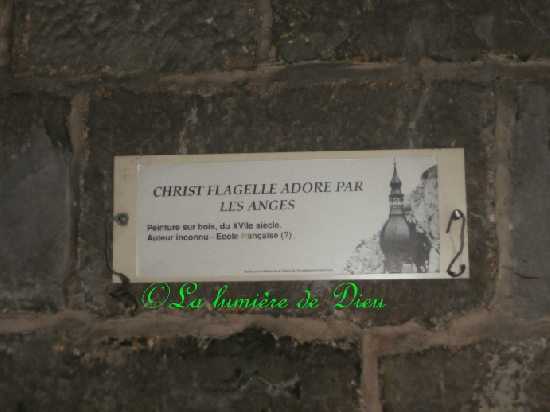 CHRIST FLAGELLE ADORE PAR
LES ANGES
Peinture sur bois, du XVIIe siècle.
Auteur inconnu - Ecole française (?)
©La lumière de Dieu